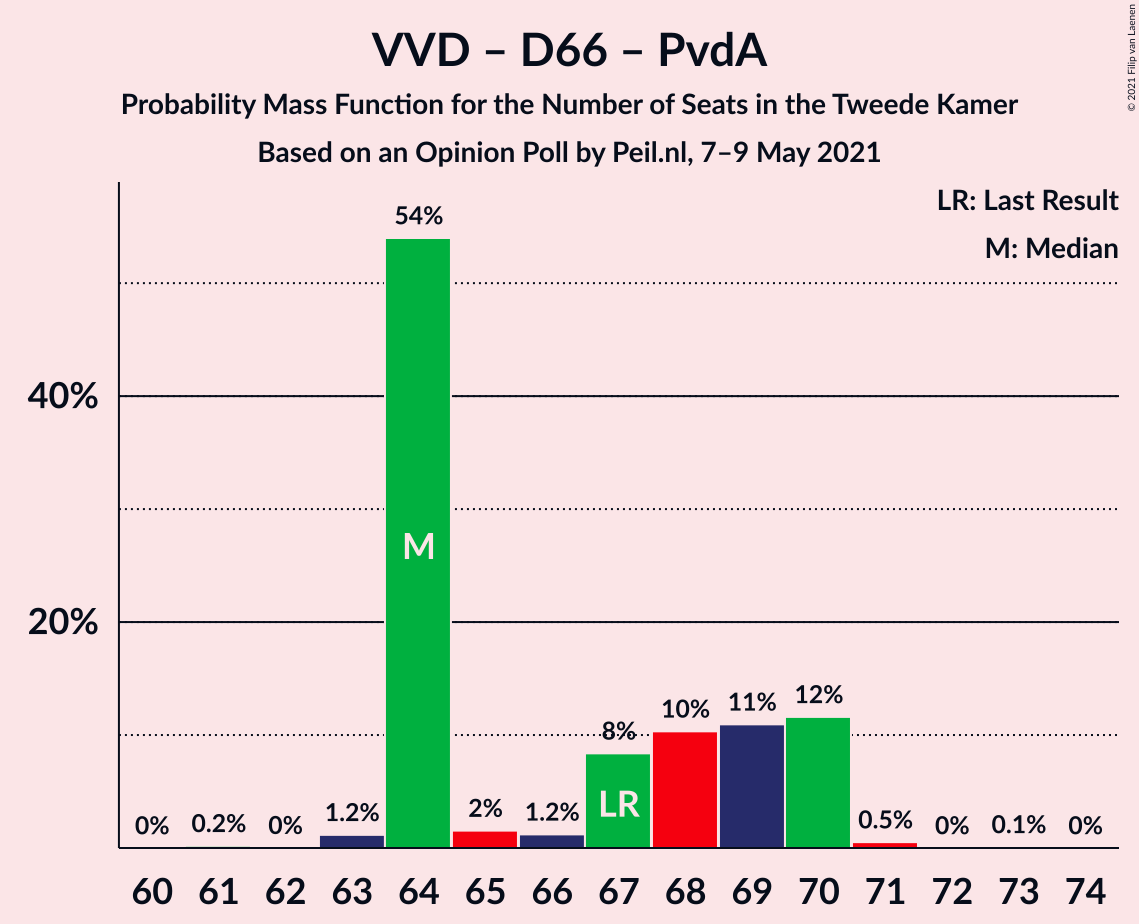 VVD – D66 – PvdA
Probability Mass Function for the Number of Seats in the Tweede Kamer
Based on an Opinion Poll by Peil.nl, 7–9 May 2021
© 2021 Filip van Laenen
LR: Last Result
M: Median
40%
20%
0%
0.2%
0%
1.2%
54%
2%
1.2%
8%
10%
11%
12%
0.5%
0%
0.1%
0%
M
LR
60 61 62 63 64 65 66 67 68 69 70 71 72 73 74